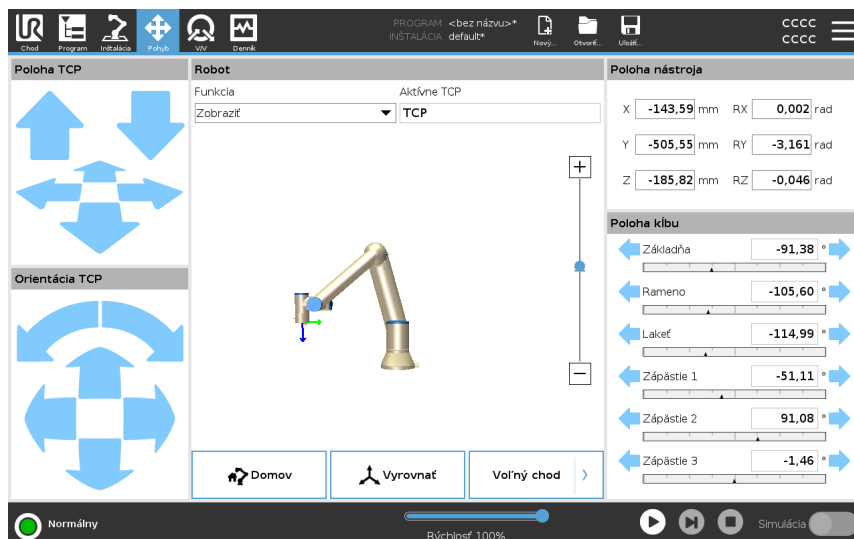 UR
Chod
Program
Inštalácia
Pohyb
V/V
Denník
PROGRAM <bez názvu>*
INŠTALÁCIA default*
Nový...
Otvoriť...
Uložiť...
CCCC
CCCC
Poloha TCP
Robot
Poloha nástroja
Funkcia
Aktívne TCP
Zobraziť
TCP
X -143,59 mm RX 0,002 rad
Y -505,55 mm RY -3,161 rad
Z -185,82 mm RZ -0,046 rad
+
−
Poloha kĺbu
Základňa -91,38 °
Rameno -105,60 °
Lakeť -114,99 °
Zápästie 1 -51,11 °
Zápästie 2 91,08 °
Zápästie 3 -1,46 °
Orientácia TCP
Domov
Vyrovnať
Voľný chod
Normálny
Rýchlosť 100%
Simulácia